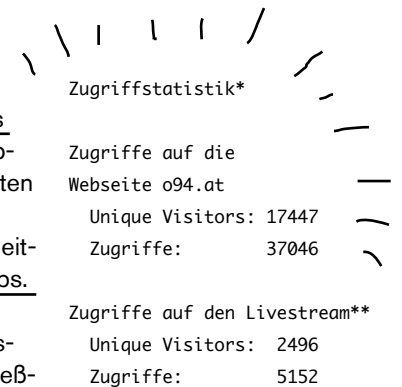 Zugriffstatistik*
Zugriffe auf die
Webseite o94.at
Unique Visitors: 17447
Zugriffe: 37046
Zugriffe auf den Livestream**
Unique Visitors: 2496
Zugriffe: 5152